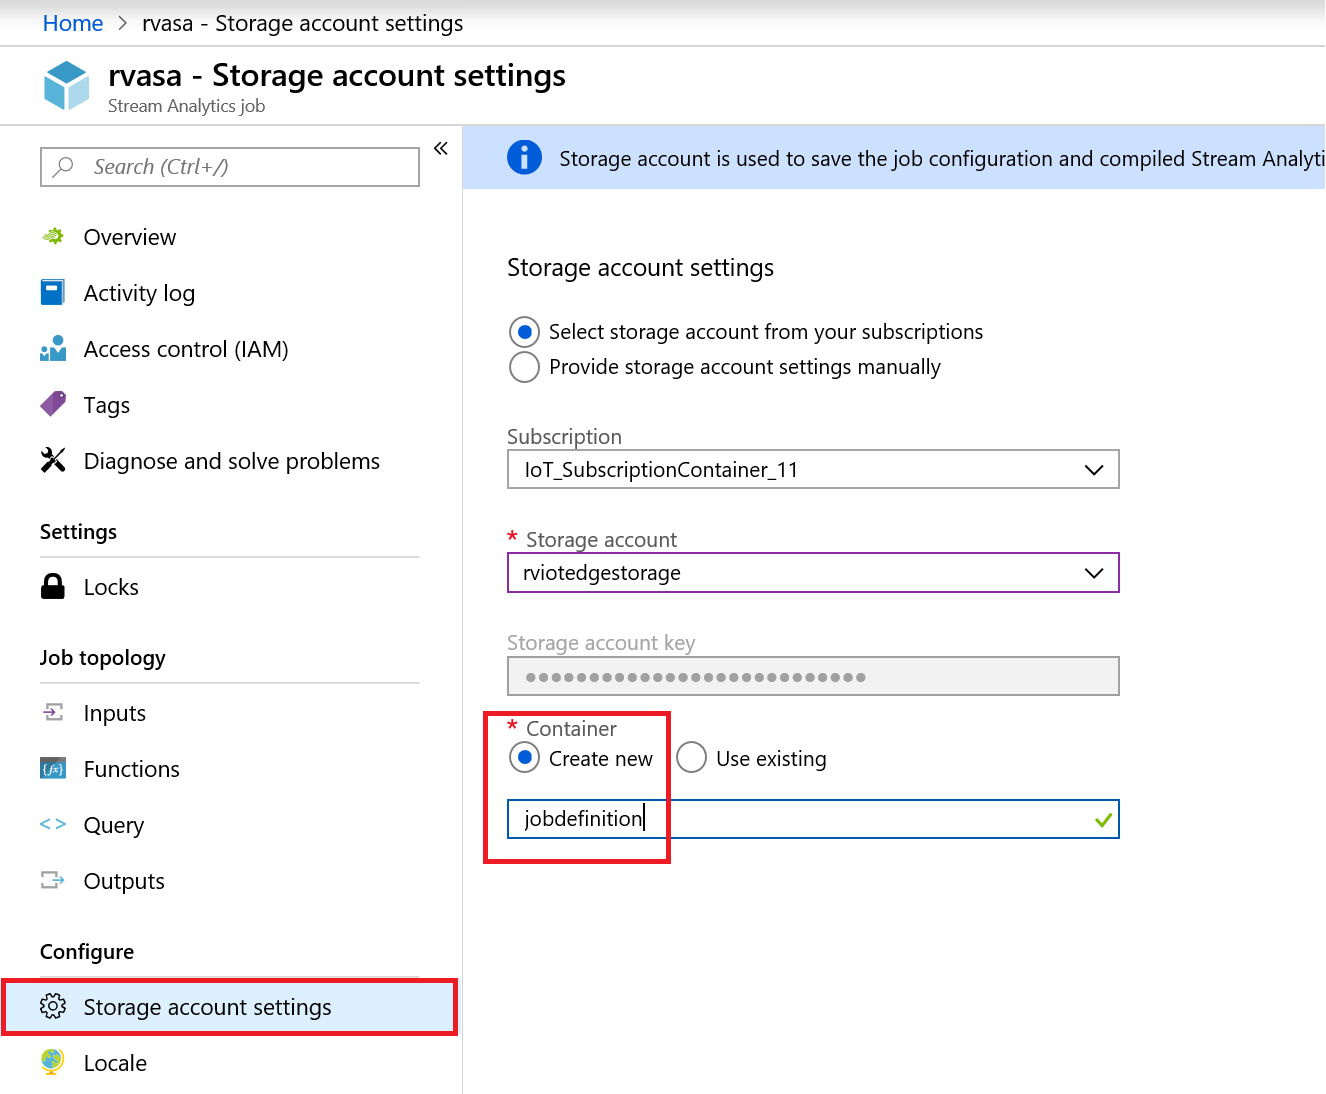 Home > rvasa - Storage account settings
rvasa - Storage account settings
Stream Analytics job
Search (Ctrl+/)
Overview
Activity log
Access control (IAM)
Tags
Diagnose and solve problems
Settings
Locks
Job topology
Inputs
Functions
Query
Outputs
Configure
Storage account settings
Locale
Storage account is used to save the job configuration and compiled Stream Analyti
Storage account settings
Select storage account from your subscriptions
Provide storage account settings manually
Subscription
IoT_SubscriptionContainer_11
* Storage account
rviotedgestorage
Storage account key
* Container
Create new Use existing
jobdefinition